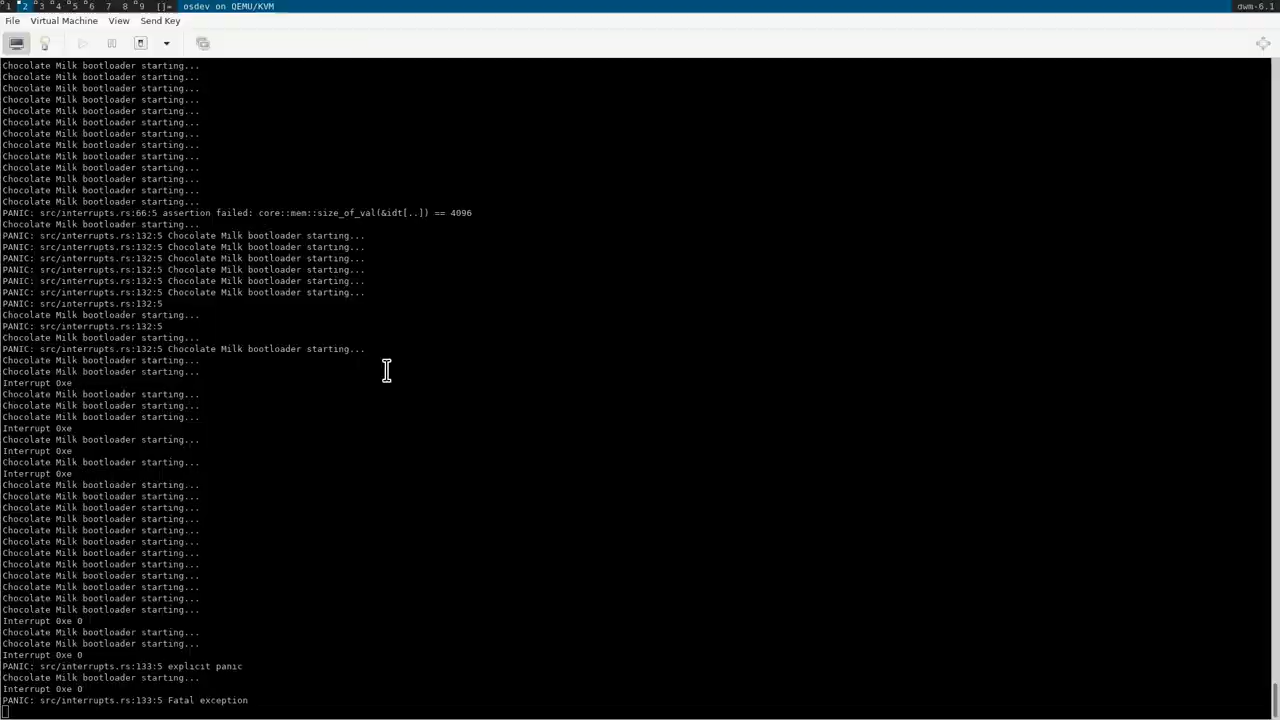 1 2 3 4 5 6 7 8 9 []= osdev on QEMU/KVM dwm-6.1
File Virtual Machine View Send Key
Chocolate Milk bootloader starting...
Chocolate Milk bootloader starting...
Chocolate Milk bootloader starting...
Chocolate Milk bootloader starting...
Chocolate Milk bootloader starting...
Chocolate Milk bootloader starting...
Chocolate Milk bootloader starting...
Chocolate Milk bootloader starting...
Chocolate Milk bootloader starting...
Chocolate Milk bootloader starting...
Chocolate Milk bootloader starting...
Chocolate Milk bootloader starting...
Chocolate Milk bootloader starting...
PANIC: src/interrupts.rs:66:5 assertion failed: core::mem::size_of_val(&idt[..]) == 4096
Chocolate Milk bootloader starting...
PANIC: src/interrupts.rs:132:5 Chocolate Milk bootloader starting...
PANIC: src/interrupts.rs:132:5 Chocolate Milk bootloader starting...
PANIC: src/interrupts.rs:132:5 Chocolate Milk bootloader starting...
PANIC: src/interrupts.rs:132:5 Chocolate Milk bootloader starting...
PANIC: src/interrupts.rs:132:5 Chocolate Milk bootloader starting...
PANIC: src/interrupts.rs:132:5 Chocolate Milk bootloader starting...
PANIC: src/interrupts.rs:132:5
Chocolate Milk bootloader starting...
PANIC: src/interrupts.rs:132:5
Chocolate Milk bootloader starting...
PANIC: src/interrupts.rs:132:5 Chocolate Milk bootloader starting...
Chocolate Milk bootloader starting...
Chocolate Milk bootloader starting...
Interrupt 0xe
Chocolate Milk bootloader starting...
Chocolate Milk bootloader starting...
Chocolate Milk bootloader starting...
Interrupt 0xe
Chocolate Milk bootloader starting...
Interrupt 0xe
Chocolate Milk bootloader starting...
Interrupt 0xe
Chocolate Milk bootloader starting...
Chocolate Milk bootloader starting...
Chocolate Milk bootloader starting...
Chocolate Milk bootloader starting...
Chocolate Milk bootloader starting...
Chocolate Milk bootloader starting...
Chocolate Milk bootloader starting...
Chocolate Milk bootloader starting...
Chocolate Milk bootloader starting...
Chocolate Milk bootloader starting...
Chocolate Milk bootloader starting...
Chocolate Milk bootloader starting...
Interrupt 0xe 0
Chocolate Milk bootloader starting...
Chocolate Milk bootloader starting...
Interrupt 0xe 0
PANIC: src/interrupts.rs:133:5 explicit panic
Chocolate Milk bootloader starting...
Interrupt 0xe 0
PANIC: src/interrupts.rs:133:5 Fatal exception